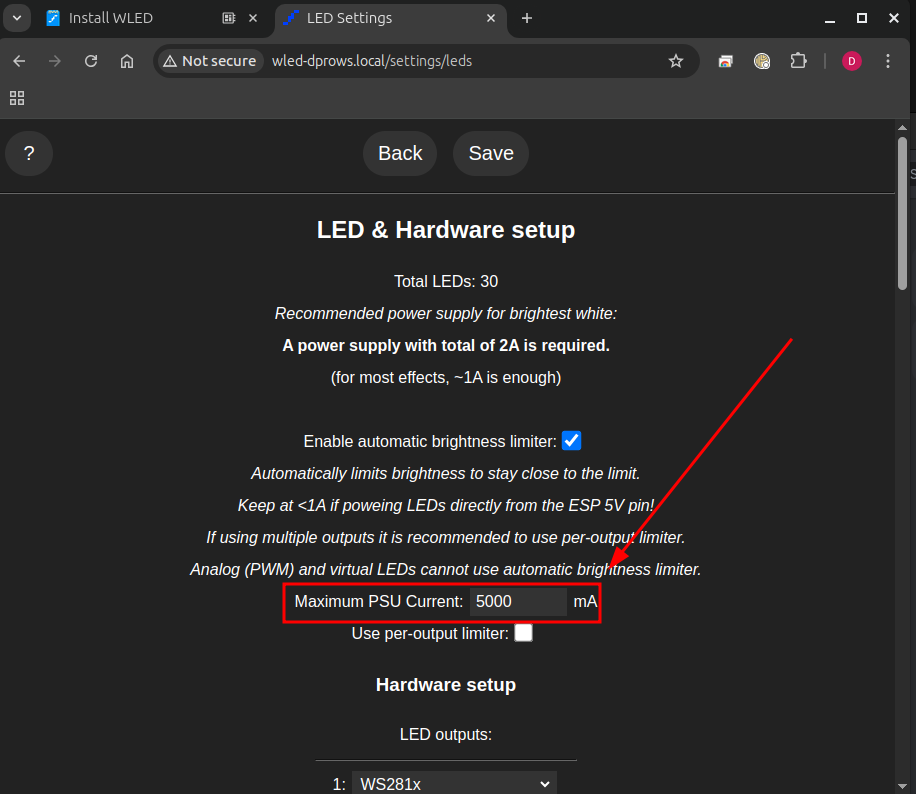 Install WLED
LED Settings
Not secure
wled-dprows.local/settings/leds
D
?
Back
Save
LED & Hardware setup
Total LEDs: 30
Recommended power supply for brightest white:
A power supply with total of 2A is required.
(for most effects, ~1A is enough)
Enable automatic brightness limiter:
Automatically limits brightness to stay close to the limit.
Keep at <1A if poweing LEDs directly from the ESP 5V pin!
If using multiple outputs it is recommended to use per-output limiter.
Analog (PWM) and virtual LEDs cannot use automatic brightness limiter.
Maximum PSU Current: 5000 mA
Use per-output limiter:
Hardware setup
LED outputs:
1: WS281x